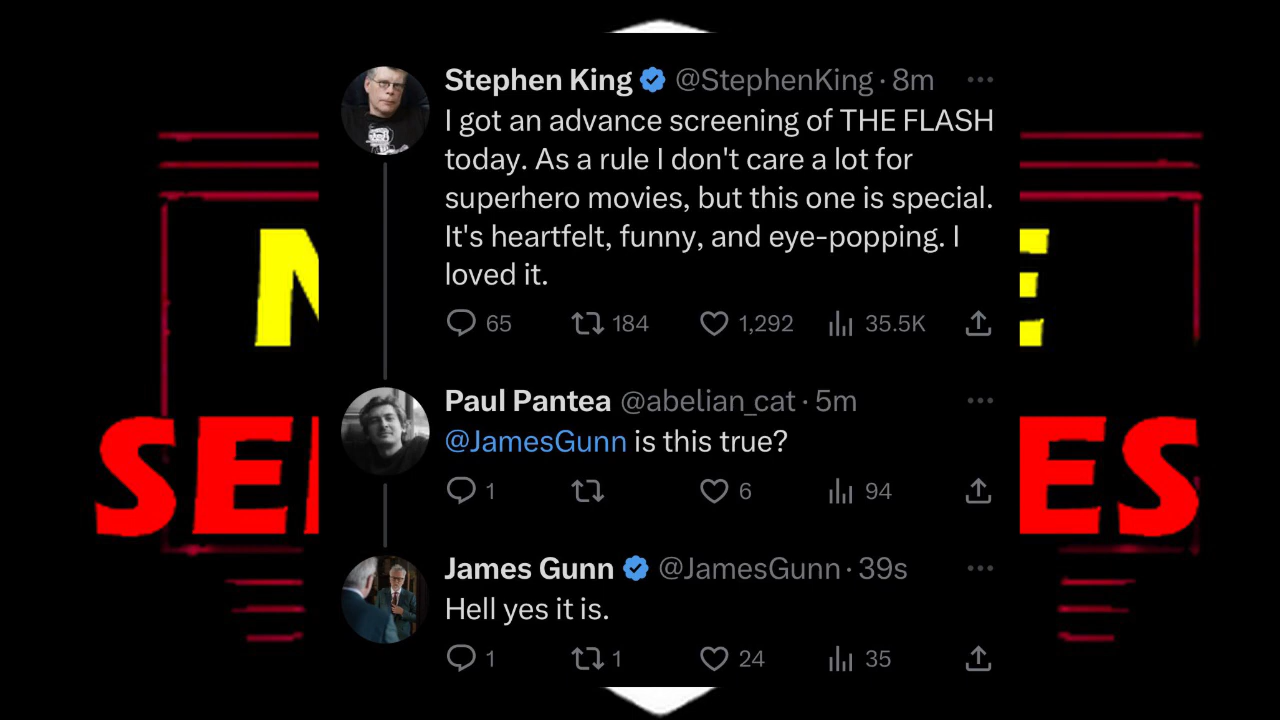 Stephen King @StephenKing · 8m
I got an advance screening of THE FLASH
today. As a rule I don't care a lot for
superhero movies, but this one is special.
It's heartfelt, funny, and eye-popping. I
loved it.
65 184 1,292 35.5K
Paul Pantea @abelian_cat · 5m
@JamesGunn is this true?
1 6 94
James Gunn @JamesGunn · 39s
Hell yes it is.
1 1 24 35